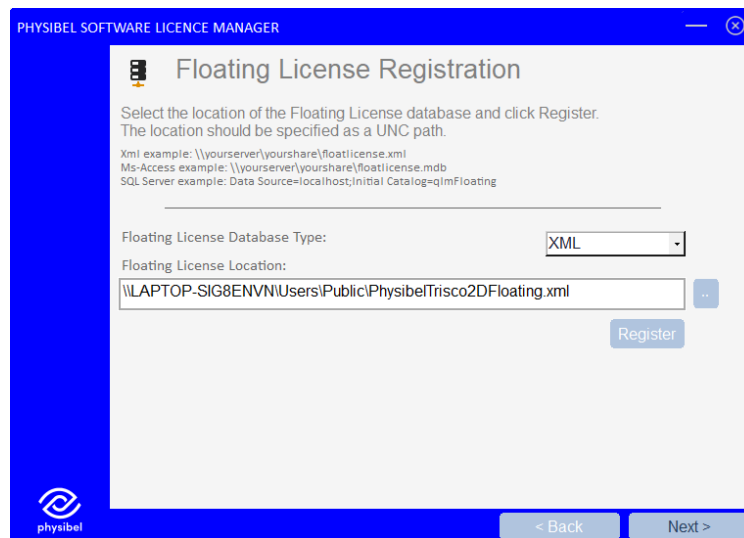 PHYSIBEL SOFTWARE LICENCE MANAGER
Floating License Registration
Select the location of the Floating License database and click Register.
The location should be specified as a UNC path.
Xml example: \\yourserver\yourshare\floatlicense.xml
Ms-Access example: \\yourserver\yourshare\floatlicense.mdb
SQL Server example: Data Source=localhost;Initial Catalog=qlmFloating
Floating License Database Type:
XML
Floating License Location:
\\LAPTOP-SIG8ENVN\Users\Public\PhysibelTrisco2DFloating.xml
..
Register
physibel
< Back
Next >